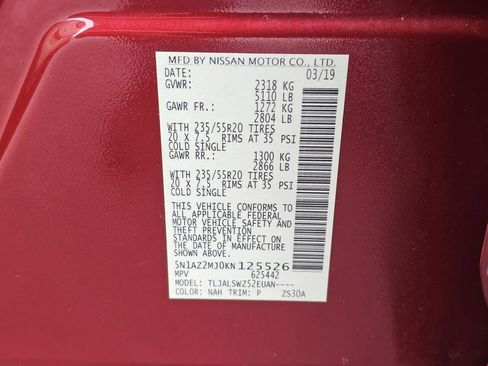 MFD BY NISSAN MOTOR CO., LTD.
DATE: 03/19
GVWR: 2318 KG
5110 LB
GAWR FR.: 1272 KG
2804 LB
WITH 235/55R20 TIRES
20 X 7.5 RIMS AT 35 PSI
COLD SINGLE
GAWR RR.: 1300 KG
2866 LB
WITH 235/55R20 TIRES
20 X 7.5 RIMS AT 35 PSI
COLD SINGLE
THIS VEHICLE CONFORMS TO
ALL APPLICABLE FEDERAL
MOTOR VEHICLE SAFETY AND
THEFT PREVENTION
STANDARDS IN EFFECT ON
THE DATE OF MANUFACTURE
SHOWN ABOVE.
5N1AZ2MJ0KN125526
MPV 625442
MODEL: TLJALSWZ52EUAN----
COLOR: NAH TRIM: P ZS30A